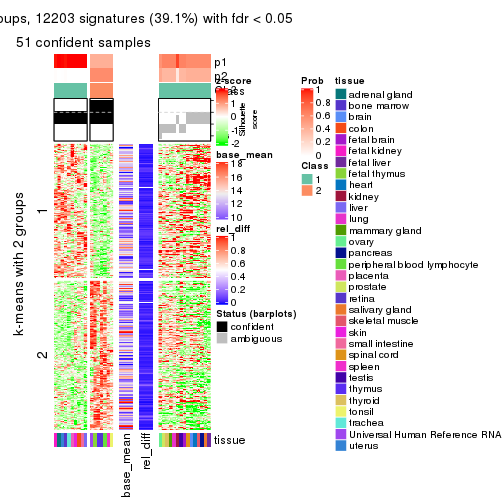 oups, 12203 signatures (39.1%) with fdr < 0.05
51 confident samples
p1
p2
Class
Silhouette score
k-means with 2 groups
1
2
base_mean
rel_diff
tissue
z-score
2
1
0
-1
-2
base_mean
18
16
14
12
10
rel_diff
1
0.8
0.6
0.4
0.2
0
Status (barplots)
confident
ambiguous
Prob
1
0.8
0.6
0.4
0.2
0
Class
1
2
tissue
adrenal gland
bone marrow
brain
colon
fetal brain
fetal kidney
fetal liver
fetal thymus
heart
kidney
liver
lung
mammary gland
ovary
pancreas
peripheral blood lymphocyte
placenta
prostate
retina
salivary gland
skeletal muscle
skin
small intestine
spinal cord
spleen
testis
thymus
thyroid
tonsil
trachea
Universal Human Reference RNA
uterus